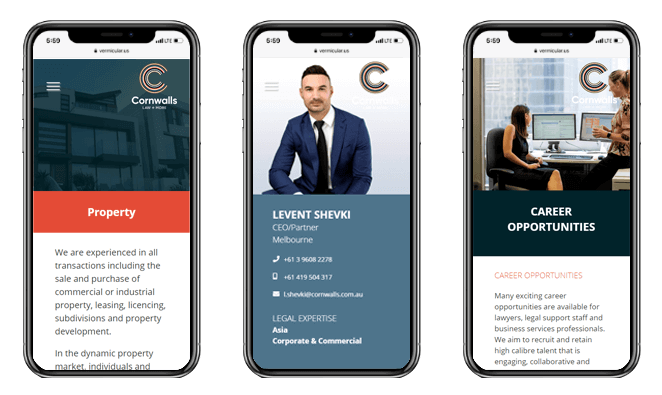 5:59
LTE
vermicular.us
Cornwalls
LAW & MORE
Property
We are experienced in all
transactions including the
sale and purchase of
commercial or industrial
property, leasing, licencing,
subdivisions and property
development.
In the dynamic property
market, individuals and
5:59
LTE
vermicular.us
Cornwalls
LEVENT SHEVKI
CEO/Partner
Melbourne
+61 3 9608 2278
+61 419 504 317
l.shevki@cornwalls.com.au
LEGAL EXPERTISE
Asia
Corporate & Commercial
5:59
LTE
vermicular.us
Cornwalls
CAREER
OPPORTUNITIES
CAREER OPPORTUNITIES
Many exciting career
opportunities are available for
lawyers, legal support staff and
business services professionals.
We aim to recruit and retain
high calibre talent that is
engaging, collaborative and